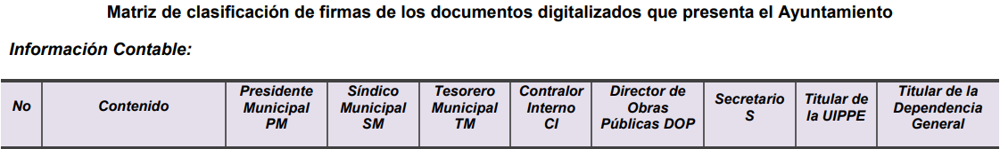 Matriz de clasificación de firmas de los documentos digitalizados que presenta el Ayuntamiento
Información Contable:
No
Contenido
Presidente
Municipal
PM
Síndico
Municipal
SM
Tesorero
Municipal
TM
Contralor
Interno
CI
Director de
Obras
Públicas DOP
Secretario
S
Titular de
la UIPPE
Titular de la
Dependencia
General